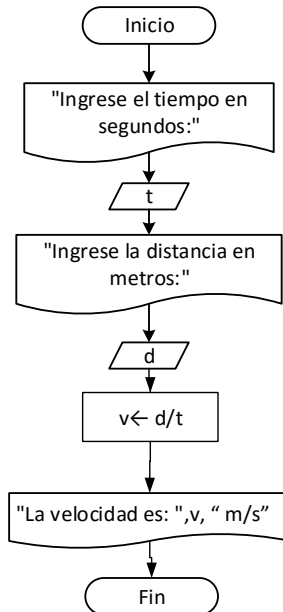 Inicio
"Ingrese el tiempo en
segundos:"
t
"Ingrese la distancia en
metros:"
d
v← d/t
"La velocidad es: ",v, “ m/s”
Fin